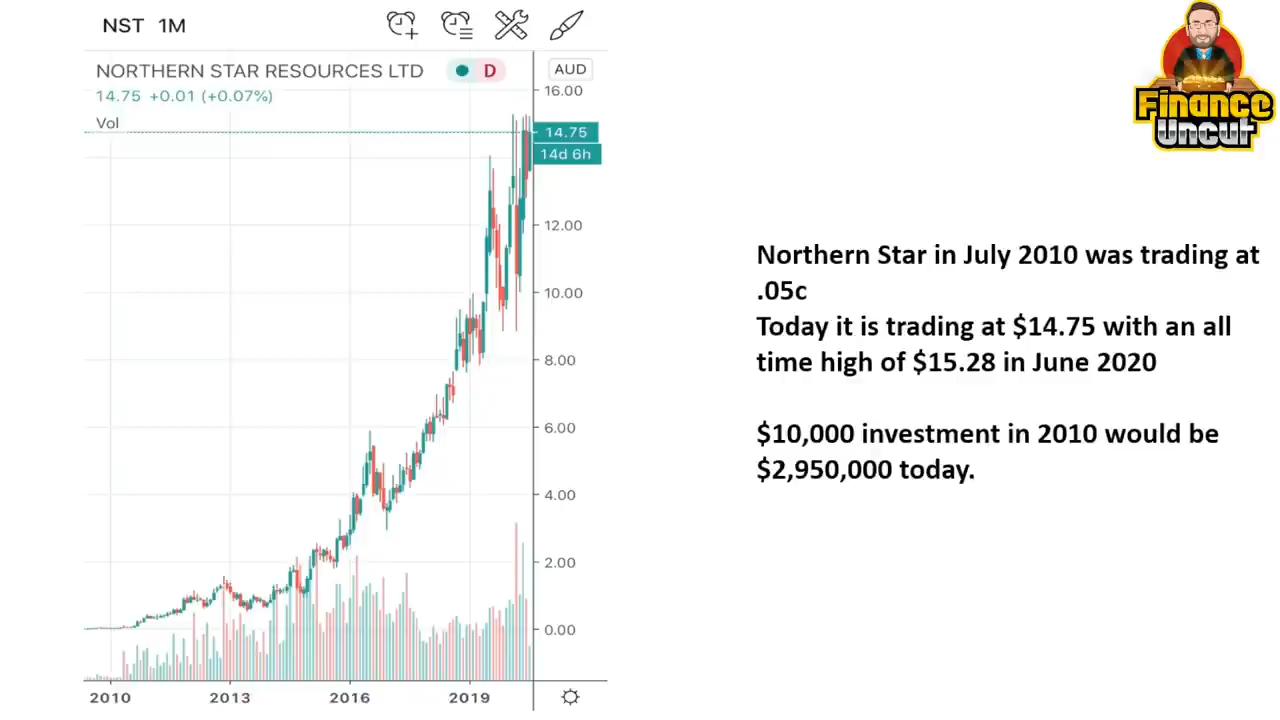 NST 1M
NORTHERN STAR RESOURCES LTD
D
AUD
14.75 +0.01 (+0.07%)
Vol
16.00
14.75
14d 6h
12.00
10.00
8.00
6.00
4.00
2.00
0.00
2010 2013 2016 2019
Finance
Uncut
Northern Star in July 2010 was trading at
.05c
Today it is trading at $14.75 with an all
time high of $15.28 in June 2020
$10,000 investment in 2010 would be
$2,950,000 today.